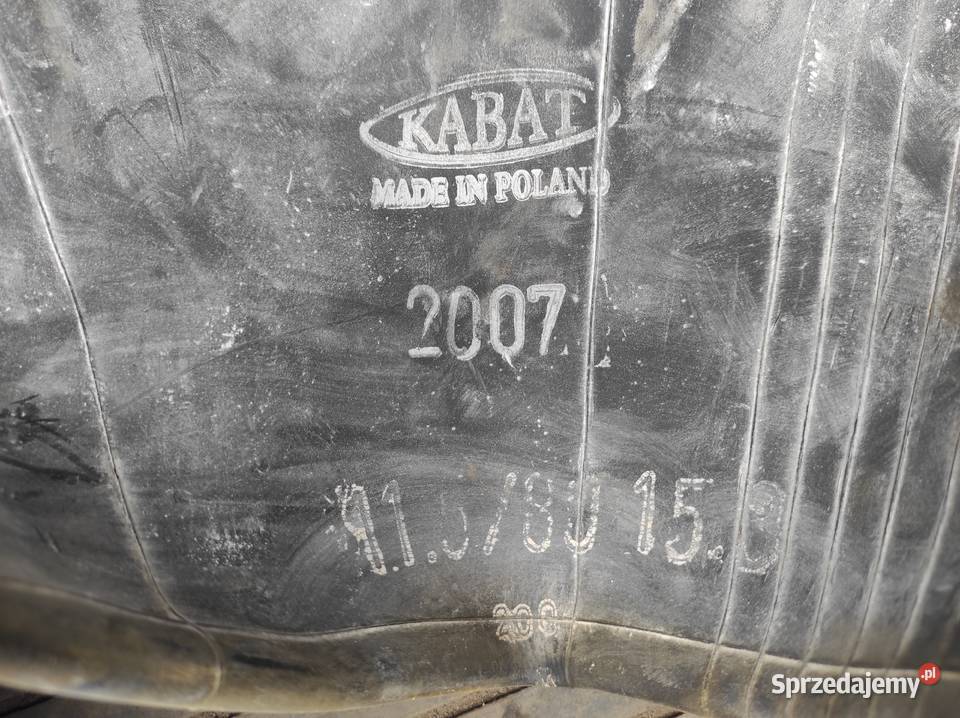 KABAT
MADE IN POLAND
2007
11.5/80 15.3
Sprzedajemy.pl